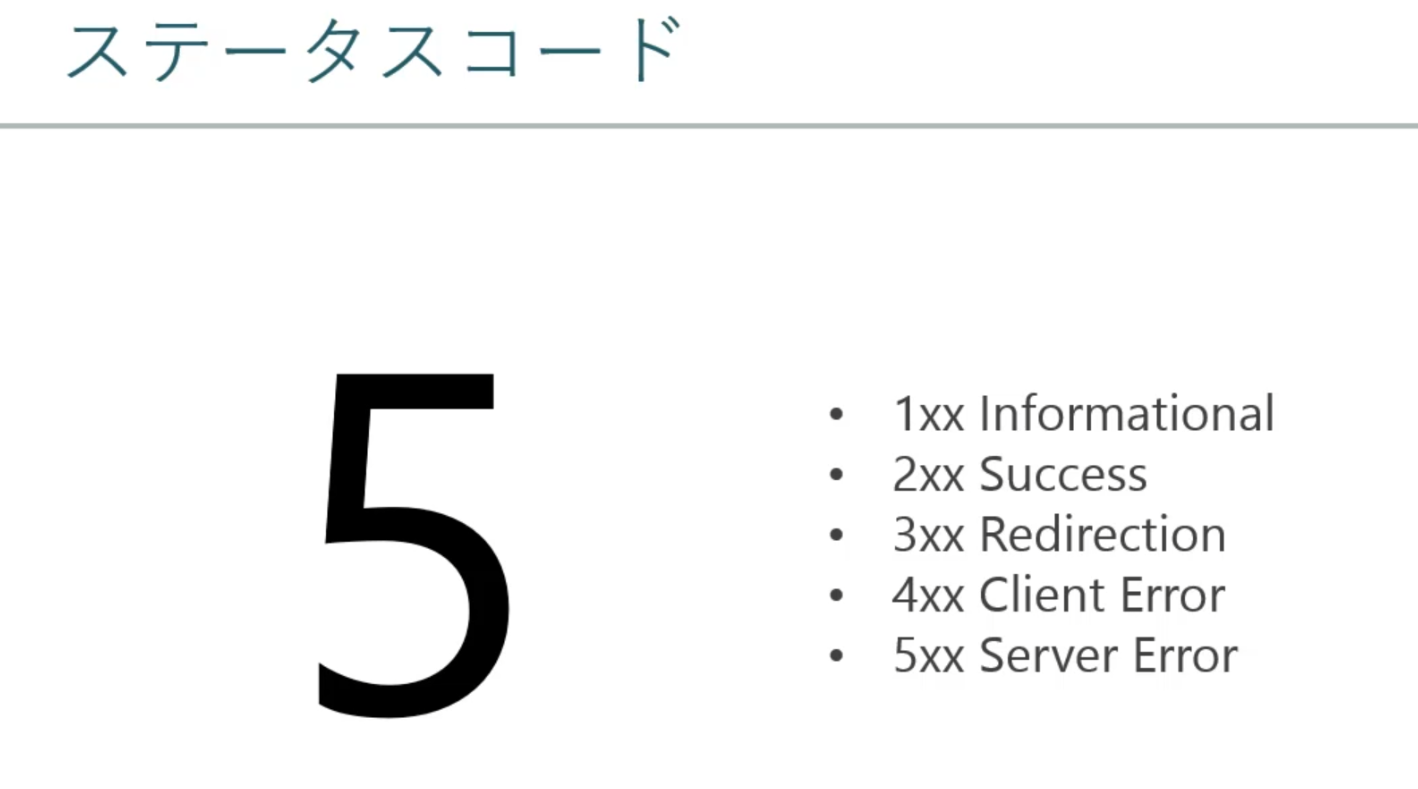 ステータスコード
5
• 1xx Informational
• 2xx Success
• 3xx Redirection
• 4xx Client Error
• 5xx Server Error